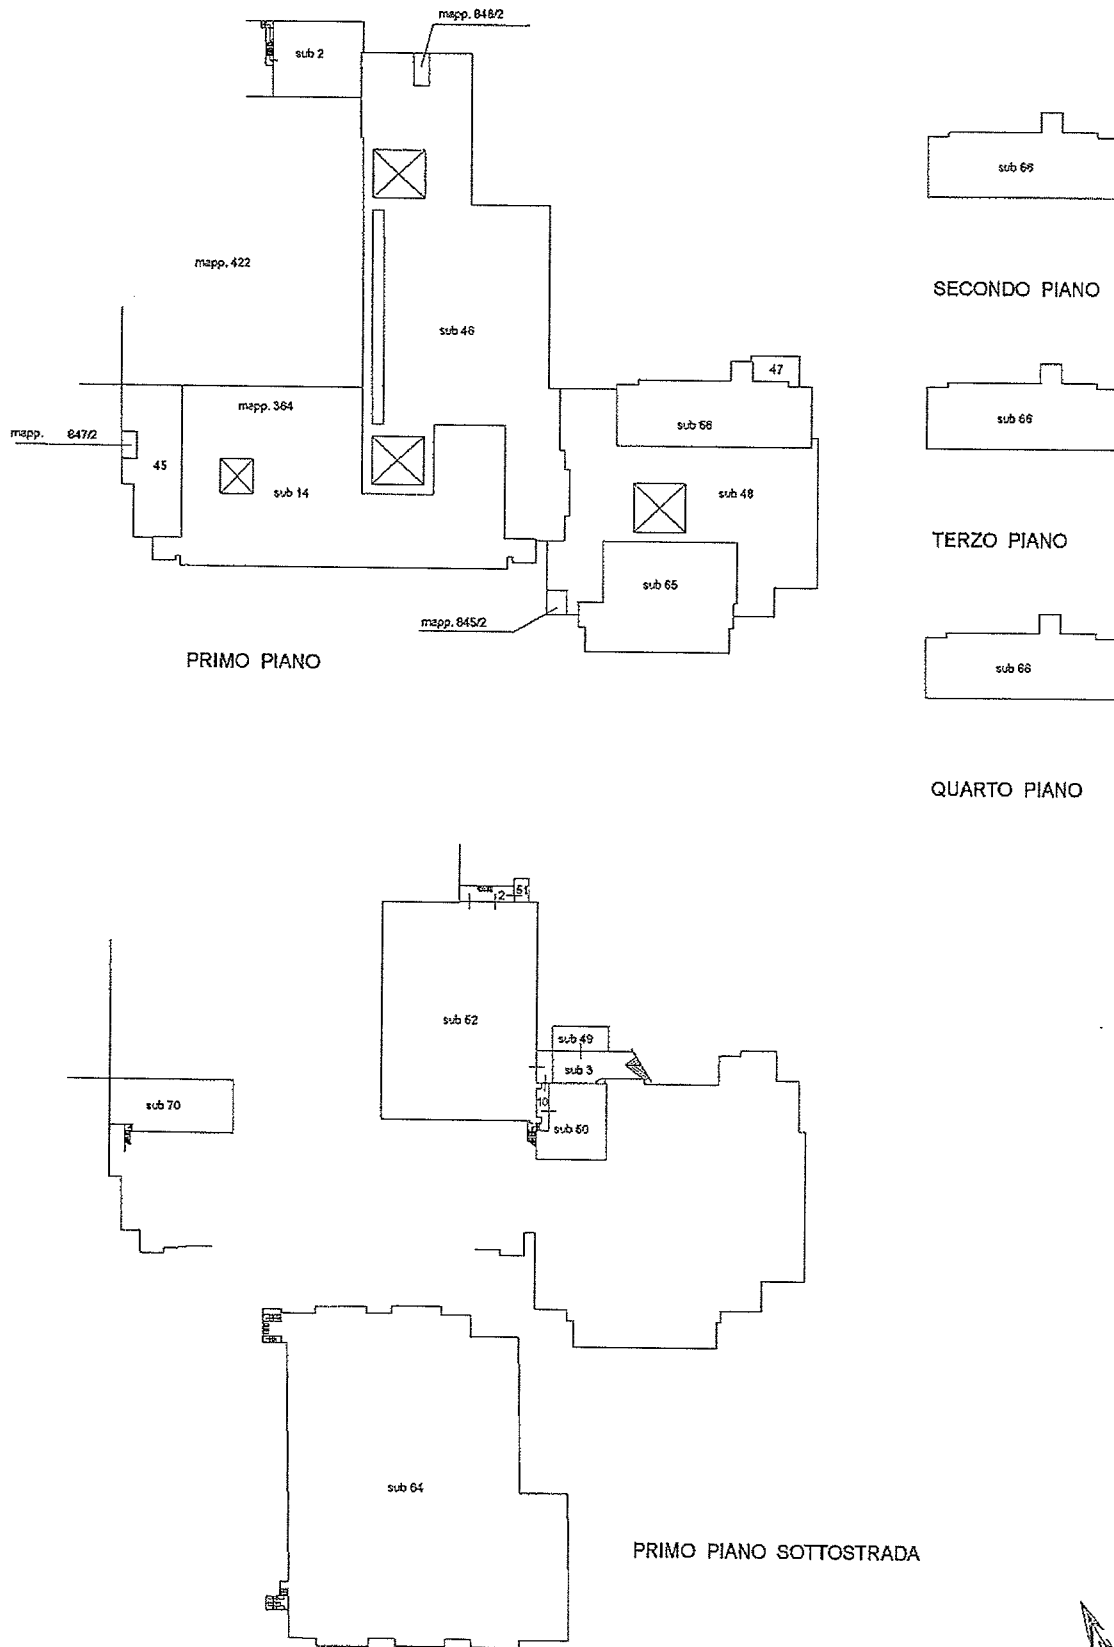 mapp. 848/2
sub 2
sub 66
mapp. 422
SECONDO PIANO
sub 46
47
mapp. 364
sub 66
sub 66
mapp. 847/2
45
sub 14
sub 48
TERZO PIANO
sub 65
mapp. 845/2
PRIMO PIANO
sub 66
QUARTO PIANO
2
51
sub 62
sub 49
sub 3
sub 70
10
sub 50
sub 64
PRIMO PIANO SOTTOSTRADA